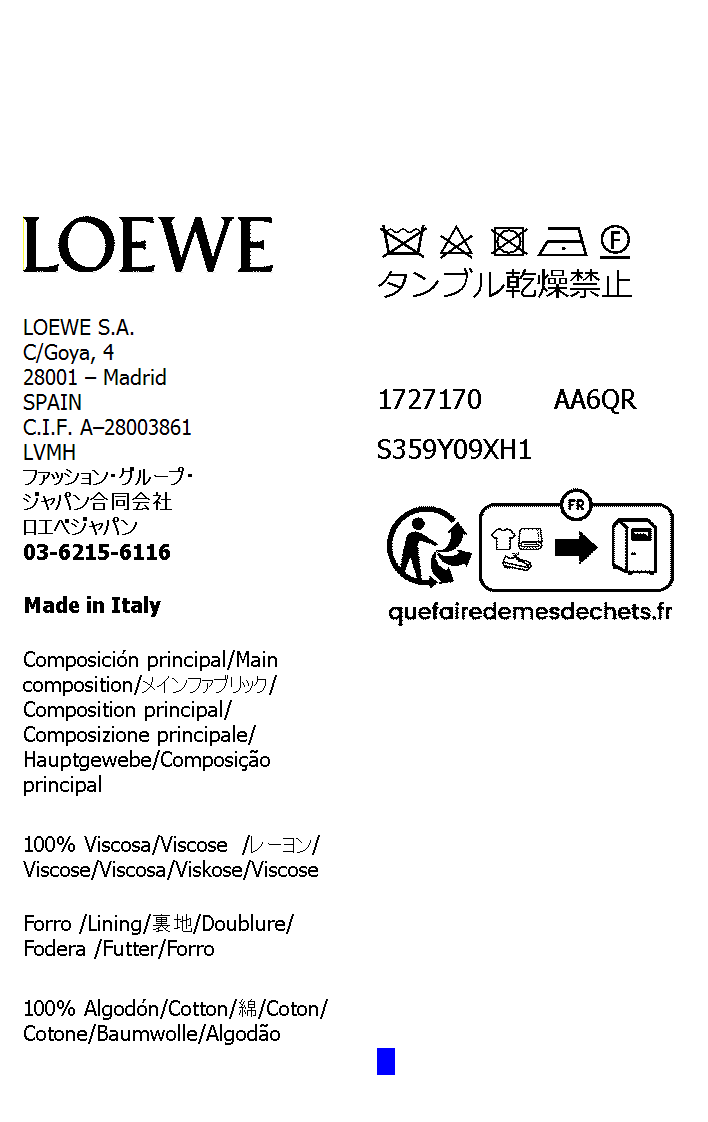 LOEWE
LOEWE S.A.
C/Goya, 4
28001 – Madrid
SPAIN
C.I.F. A–28003861
LVMH
ファッション・グループ・
ジャパン合同会社
ロエベジャパン
03-6215-6116
Made in Italy
Composición principal/Main
composition/メインファブリック/
Composition principal/
Composizione principale/
Hauptgewebe/Composição
principal
100% Viscosa/Viscose /レーヨン/
Viscose/Viscosa/Viskose/Viscose
Forro /Lining/裏地/Doublure/
Fodera /Futter/Forro
100% Algodón/Cotton/綿/Coton/
Cotone/Baumwolle/Algodão
F
タンブル乾燥禁止
1727170 AA6QR
S359Y09XH1
FR
quefairedemesdechets.fr